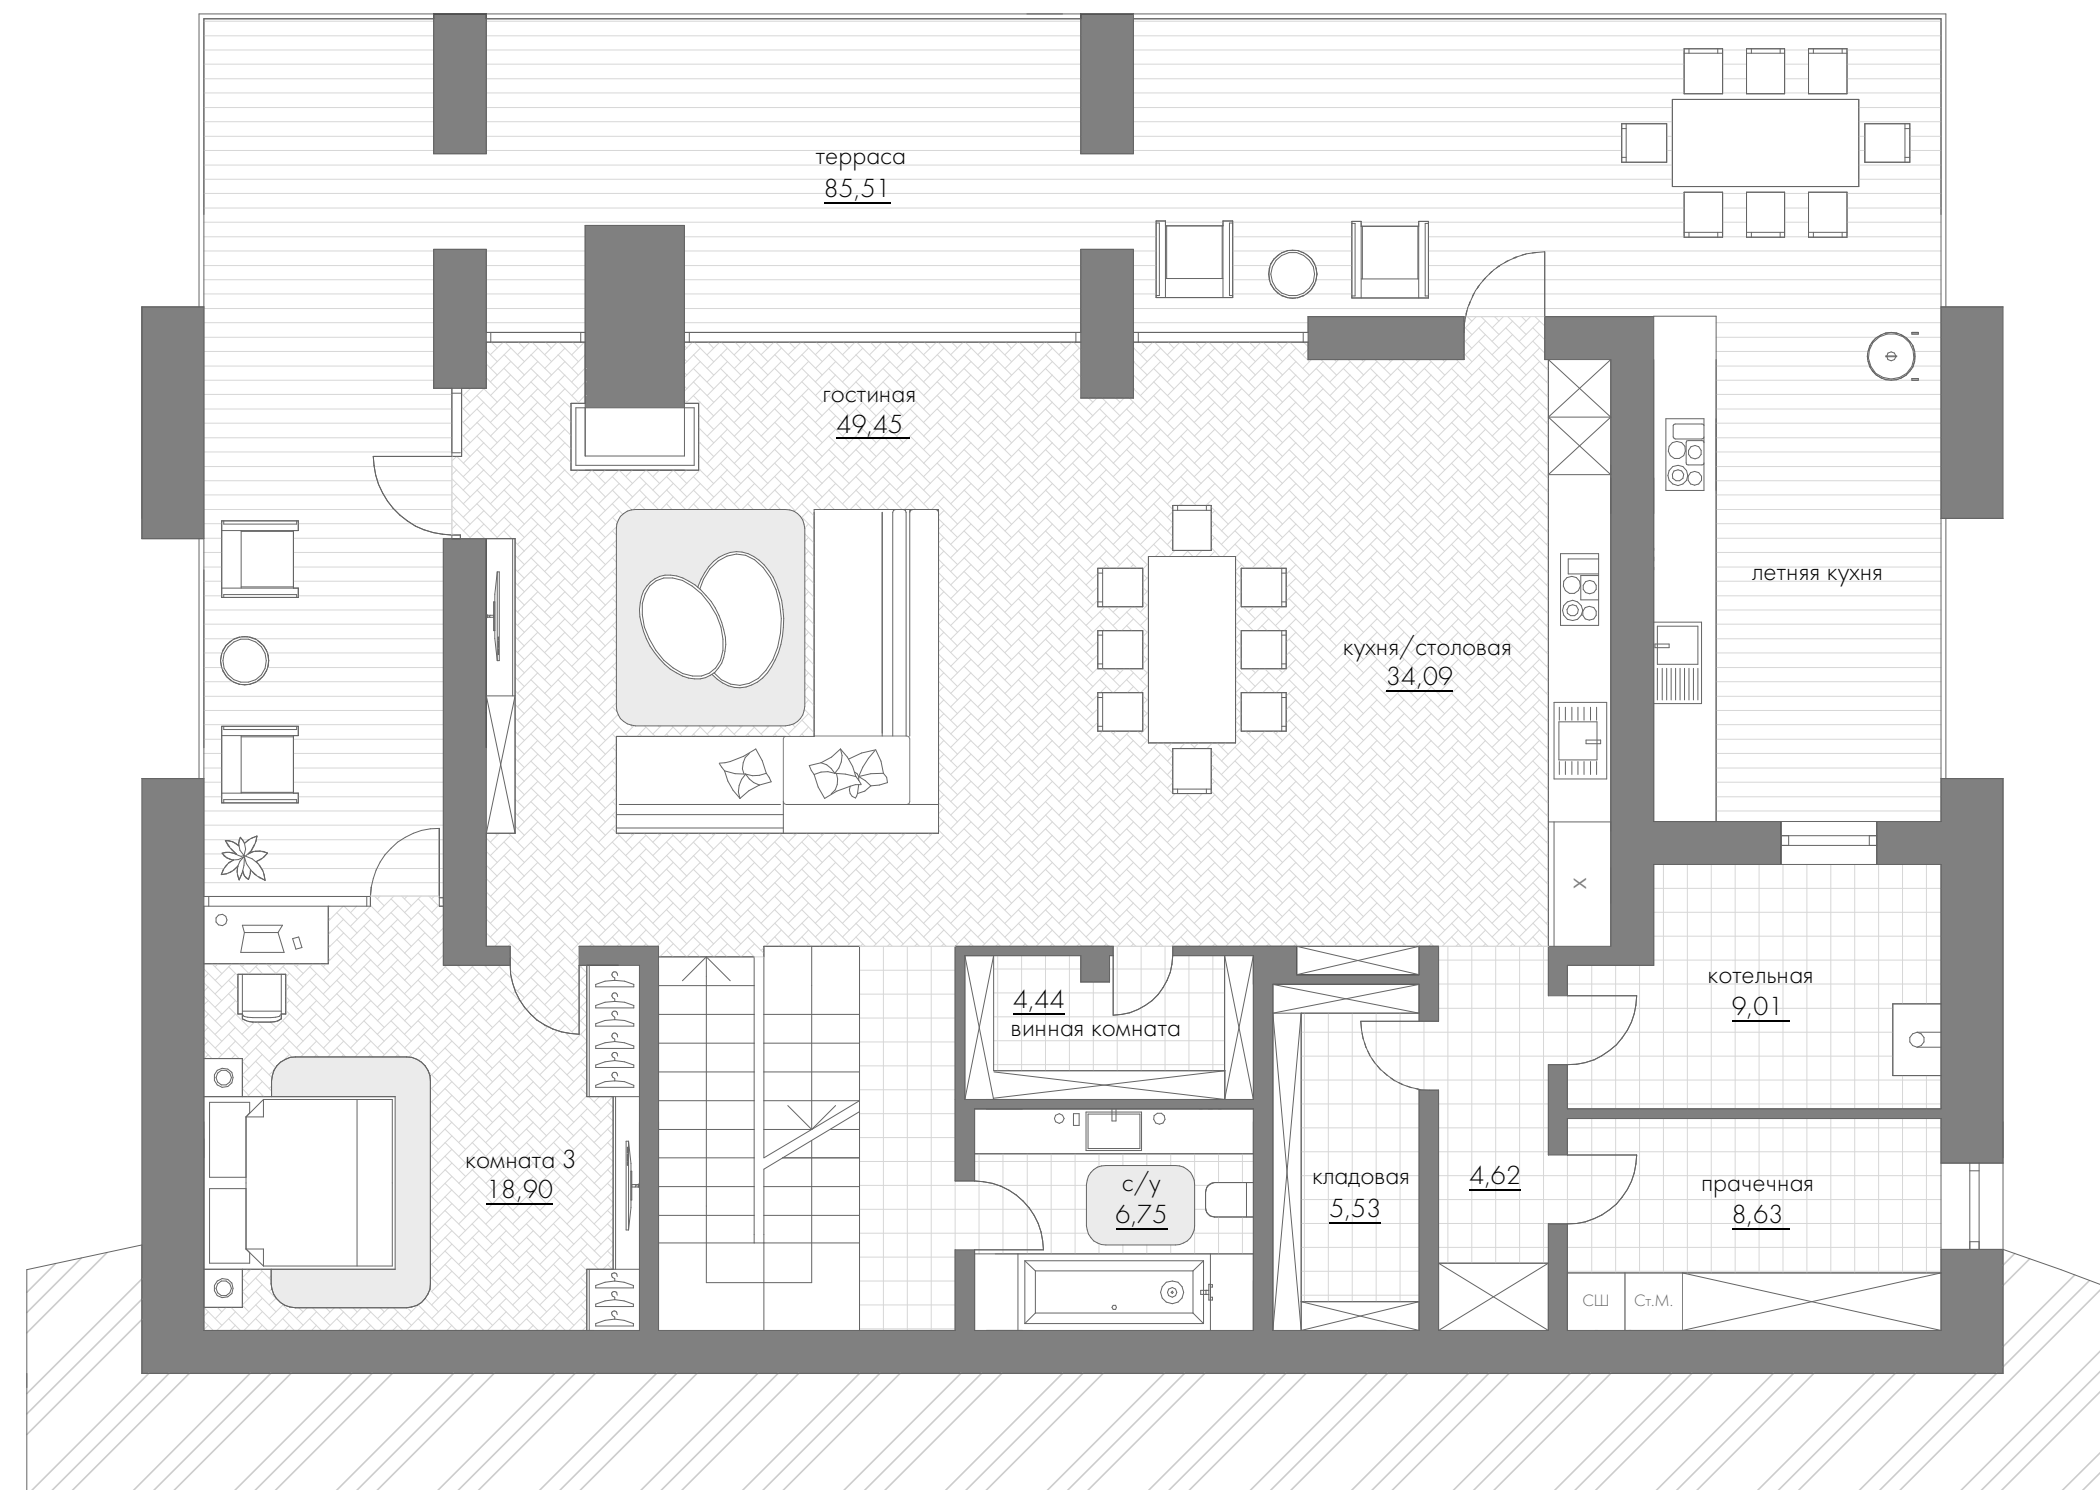 терраса
85,51
гостиная
49,45
летняя кухня
кухня/столовая
34,09
X
котельная
9,01
4,44
винная комната
комната 3
18,90
с/у
6,75
кладовая
5,53
4,62
прачечная
8,63
СШ
Ст.М.